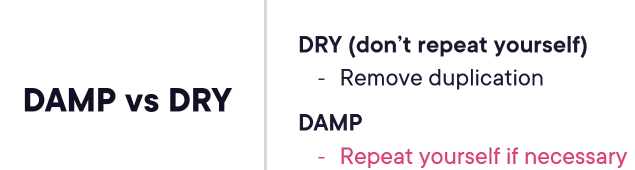 DAMP vs DRY
DRY (don’t repeat yourself)
- Remove duplication
DAMP
- Repeat yourself if necessary